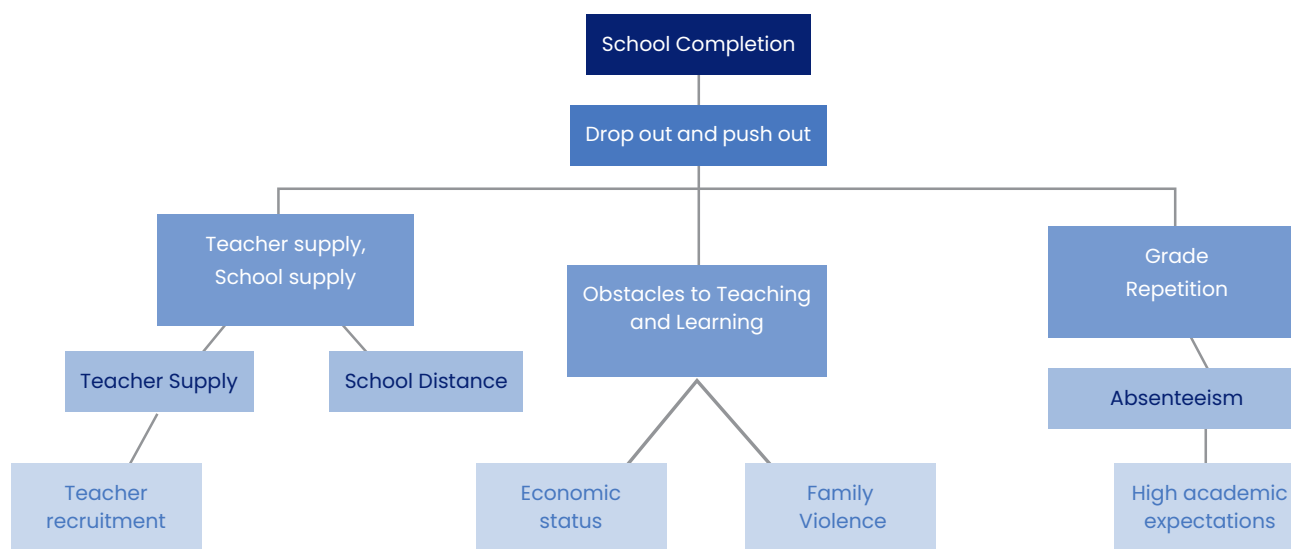 School Completion
Drop out and push out
Teacher supply,
School supply
Obstacles to Teaching
and Learning
Grade
Repetition
Teacher Supply
School Distance
Absenteeism
Teacher
recruitment
Economic
status
Family
Violence
High academic
expectations